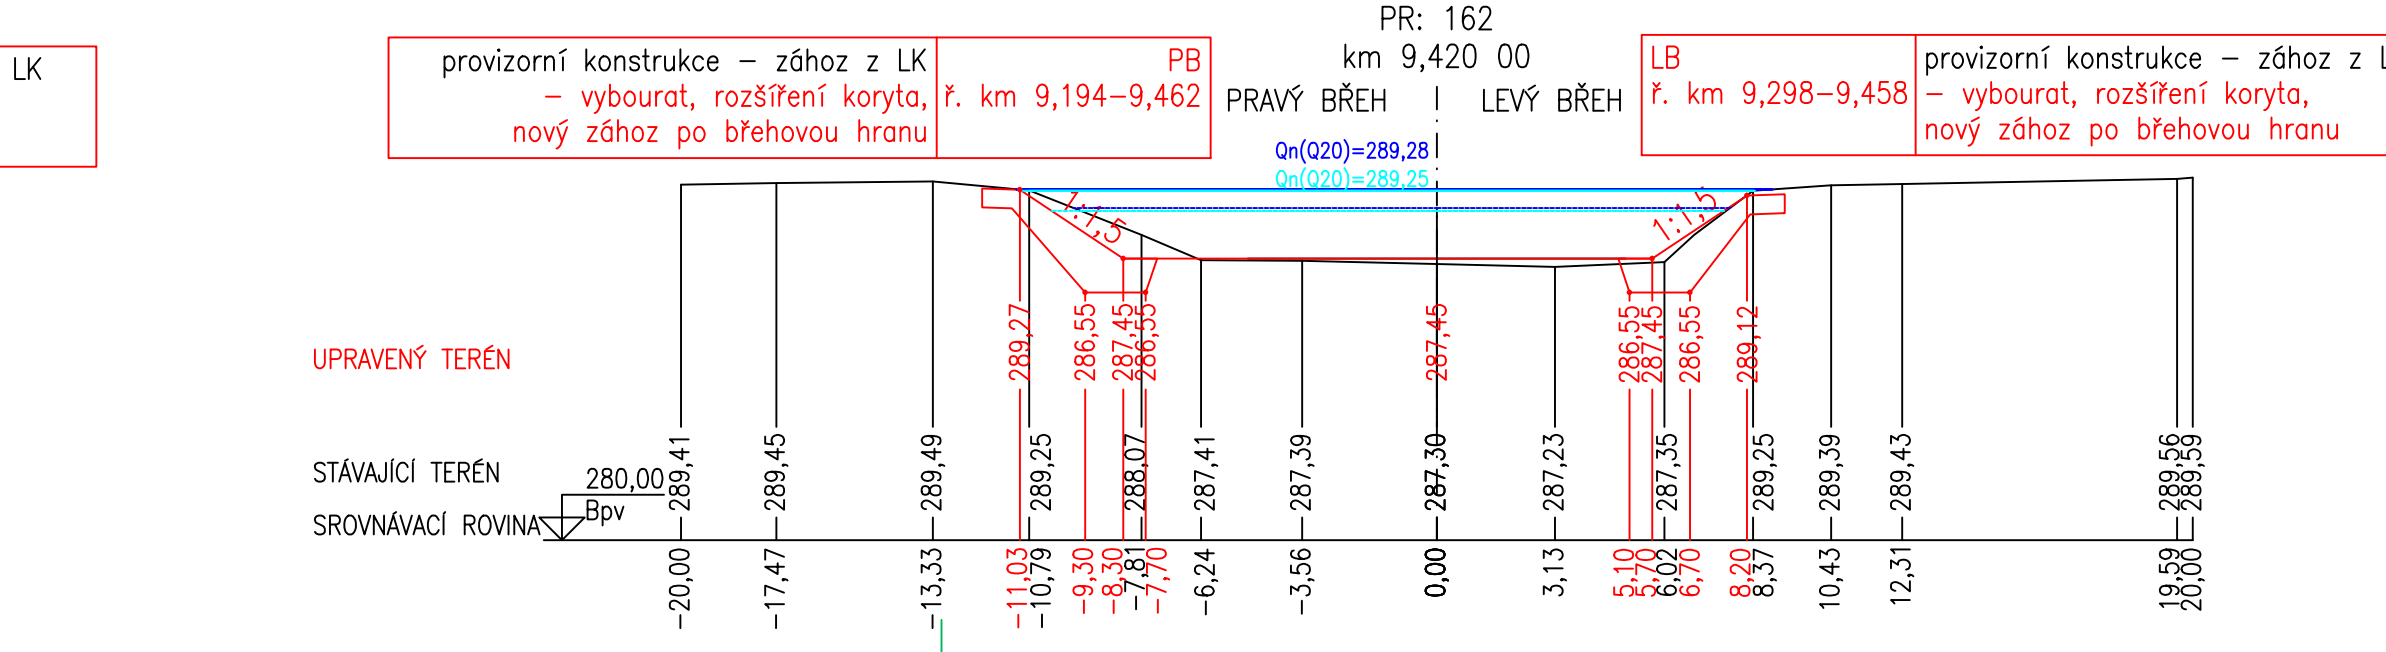 PR: 162
km 9,420 00
PRAVÝ BŘEH
LEVÝ BŘEH
LK
provizorní konstrukce – zához z LK
– vybourat, rozšíření koryta,
nový zához po břehovou hranu
PB
ř. km 9,194–9,462
LB
ř. km 9,298–9,458
provizorní konstrukce – zához z
– vybourat, rozšíření koryta,
nový zához po břehovou hranu
Qn(Q20)=289,28
Qn(Q20)=289,25
1:1,5
1:1,5
UPRAVENÝ TERÉN
289,27
286,55
287,45
286,55
287,45
286,55
287,45
286,55
289,12
STÁVAJÍCÍ TERÉN
289,41
289,45
289,49
289,25
288,07
287,41
287,39
287,30
287,23
287,35
289,25
289,39
289,43
289,56
289,59
280,00
Bpv
SROVNÁVACÍ ROVINA
–20,00
–17,47
–13,33
–11,03
–10,79
–9,30
–8,30
–7,81
–7,70
–6,24
–3,56
0,00
3,13
5,10
5,70
6,02
6,70
8,20
8,37
10,43
12,31
19,59
20,00